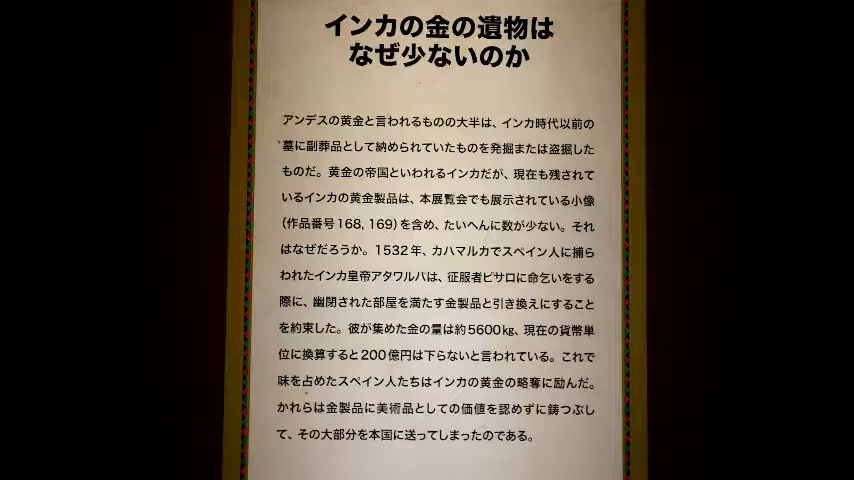 インカの金の遺物は
なぜ少ないのか
アンデスの黄金と言われるものの大半は、インカ時代以前の
墓に副葬品として納められていたものを発掘または盗掘した
ものだ。黄金の帝国といわれるインカだが、現在も残されて
いるインカの黄金製品は、本展覧会でも展示されている小像
(作品番号168, 169)を含め、たいへんに数が少ない。それ
はなぜだろうか。1532年、カハマルカでスペイン人に捕ら
われたインカ皇帝アタワルパは、征服者ピサロに命乞いをする
際に、幽閉された部屋を満たす金製品と引き換えにすること
を約束した。彼が集めた金の量は約5600kg、現在の貨幣単
位に換算すると200億円は下らないと言われている。これで
味を占めたスペイン人たちはインカの黄金の略奪に励んだ。
かれらは金製品に美術品としての価値を認めずに鋳つぶし
て、その大部分を本国に送ってしまったのである。